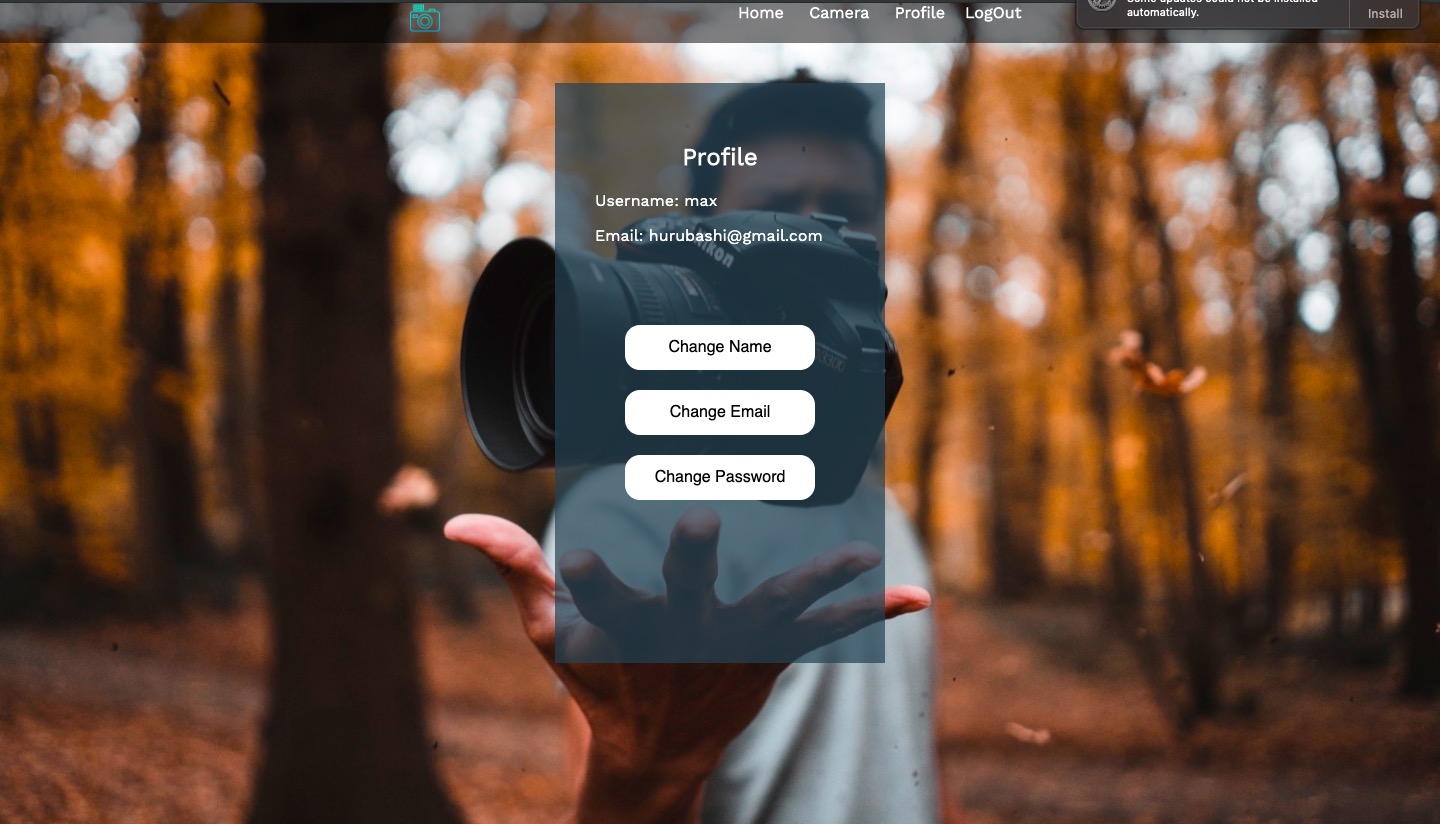 Home Camera Profile LogOut
automatically.
Install
Profile
Username: max
Email: hurubashi@gmail.com
Nikon
Change Name
Change Email
Change Password